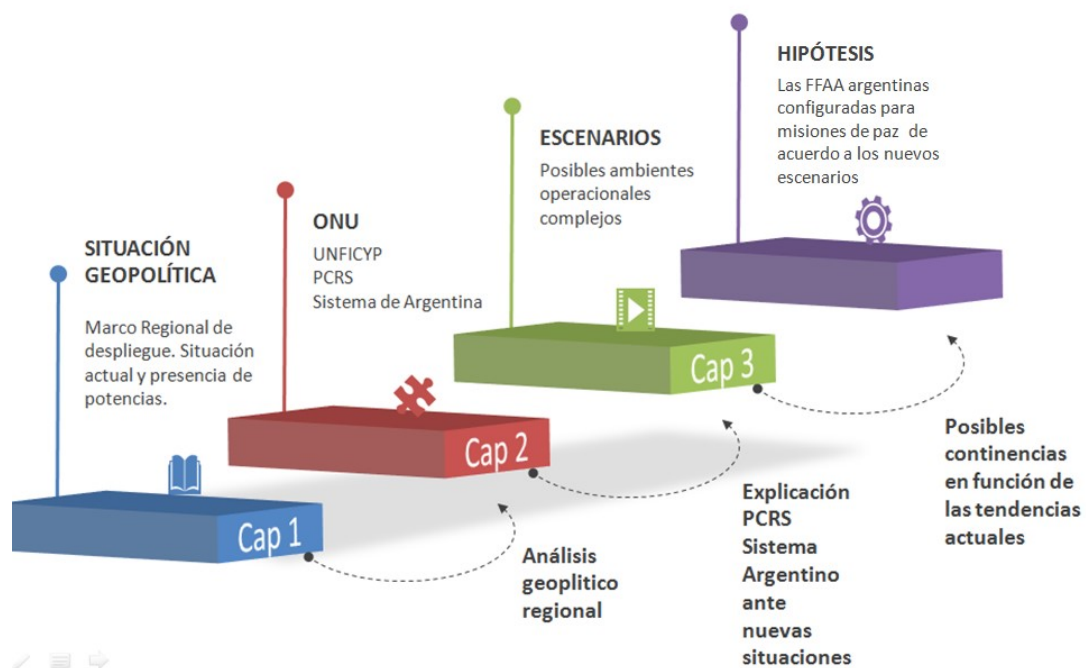 SITUACIÓN
GEOPOLÍTICA
Marco Regional de
despliegue. Situación
actual y presencia de
potencias.
Cap 1
Análisis
geoplitico
regional
ONU
UNFICYP
PCRS
Sistema de Argentina
Cap 2
Explicación
PCRS
Sistema
Argentino
ante
nuevas
situaciones
ESCENARIOS
Posibles ambientes
operacionales
complejos
Cap 3
Posibles
continencias
en función de
las tendencias
actuales
HIPÓTESIS
Las FFAA argentinas
configuradas para
misiones de paz de
acuerdo a los nuevos
escenarios